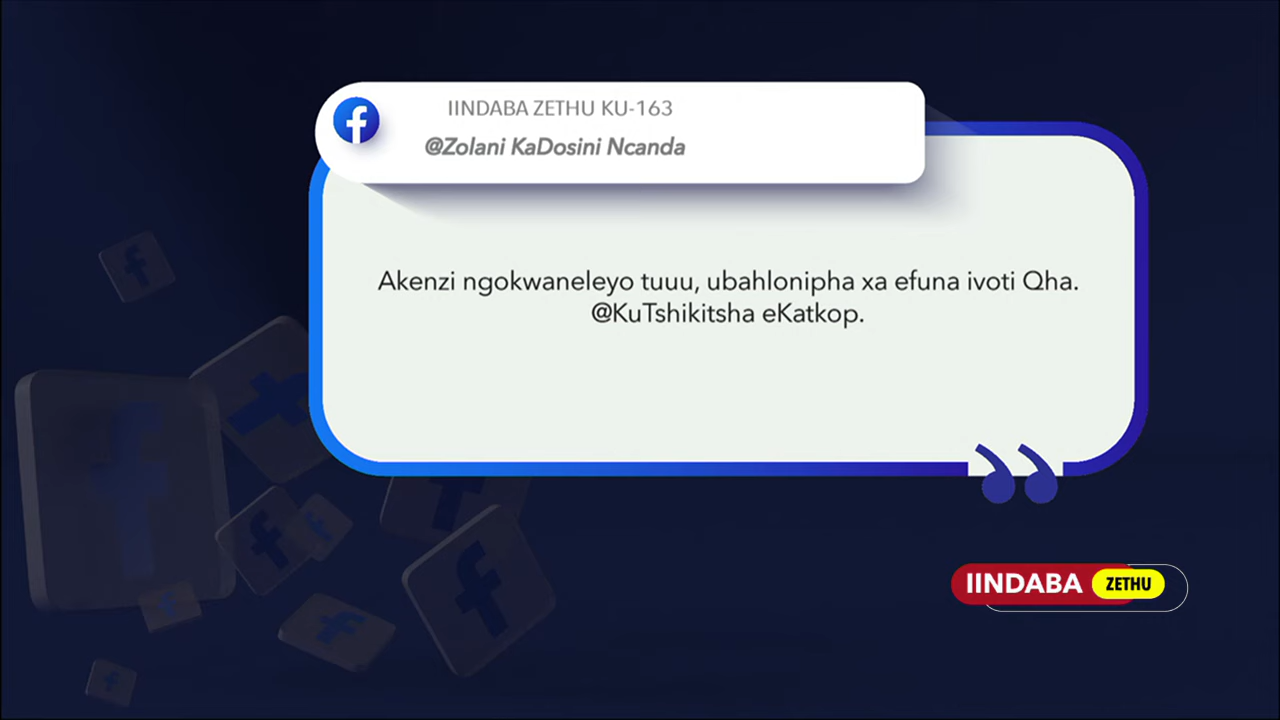 IINDABA ZETHU KU-163
@Zolani KaDosini Ncanda
Akenzi ngokwaneleyo tuuu, ubahlonipha xa efuna ivoti Qha.
@KuTshikitsha eKatkop.
IINDABA ZETHU